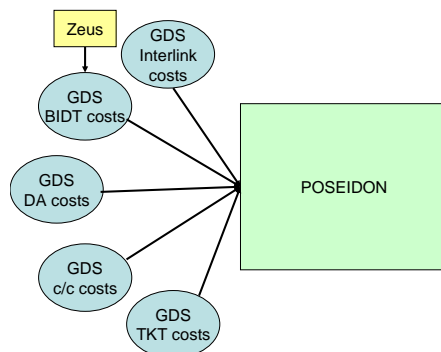 Zeus
GDS
Interlink
costs
GDS
BIDT costs
GDS
DA costs
POSEIDON
GDS
c/c costs
GDS
TKT costs